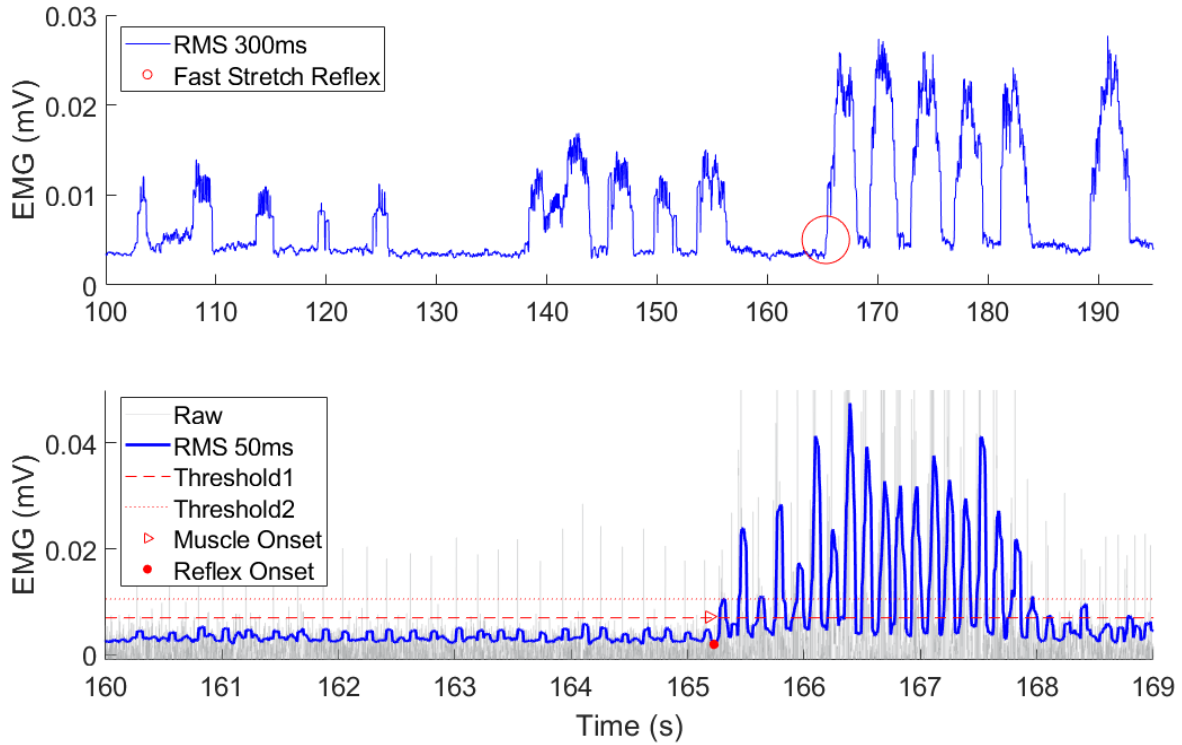 0.03
0.02
0.01
0
EMG (mV)
RMS 300ms
Fast Stretch Reflex
100 110 120 130 140 150 160 170 180 190
0.04
0.02
0
EMG (mV)
Raw
RMS 50ms
Threshold1
Threshold2
Muscle Onset
Reflex Onset
160 161 162 163 164 165 166 167 168 169
Time (s)